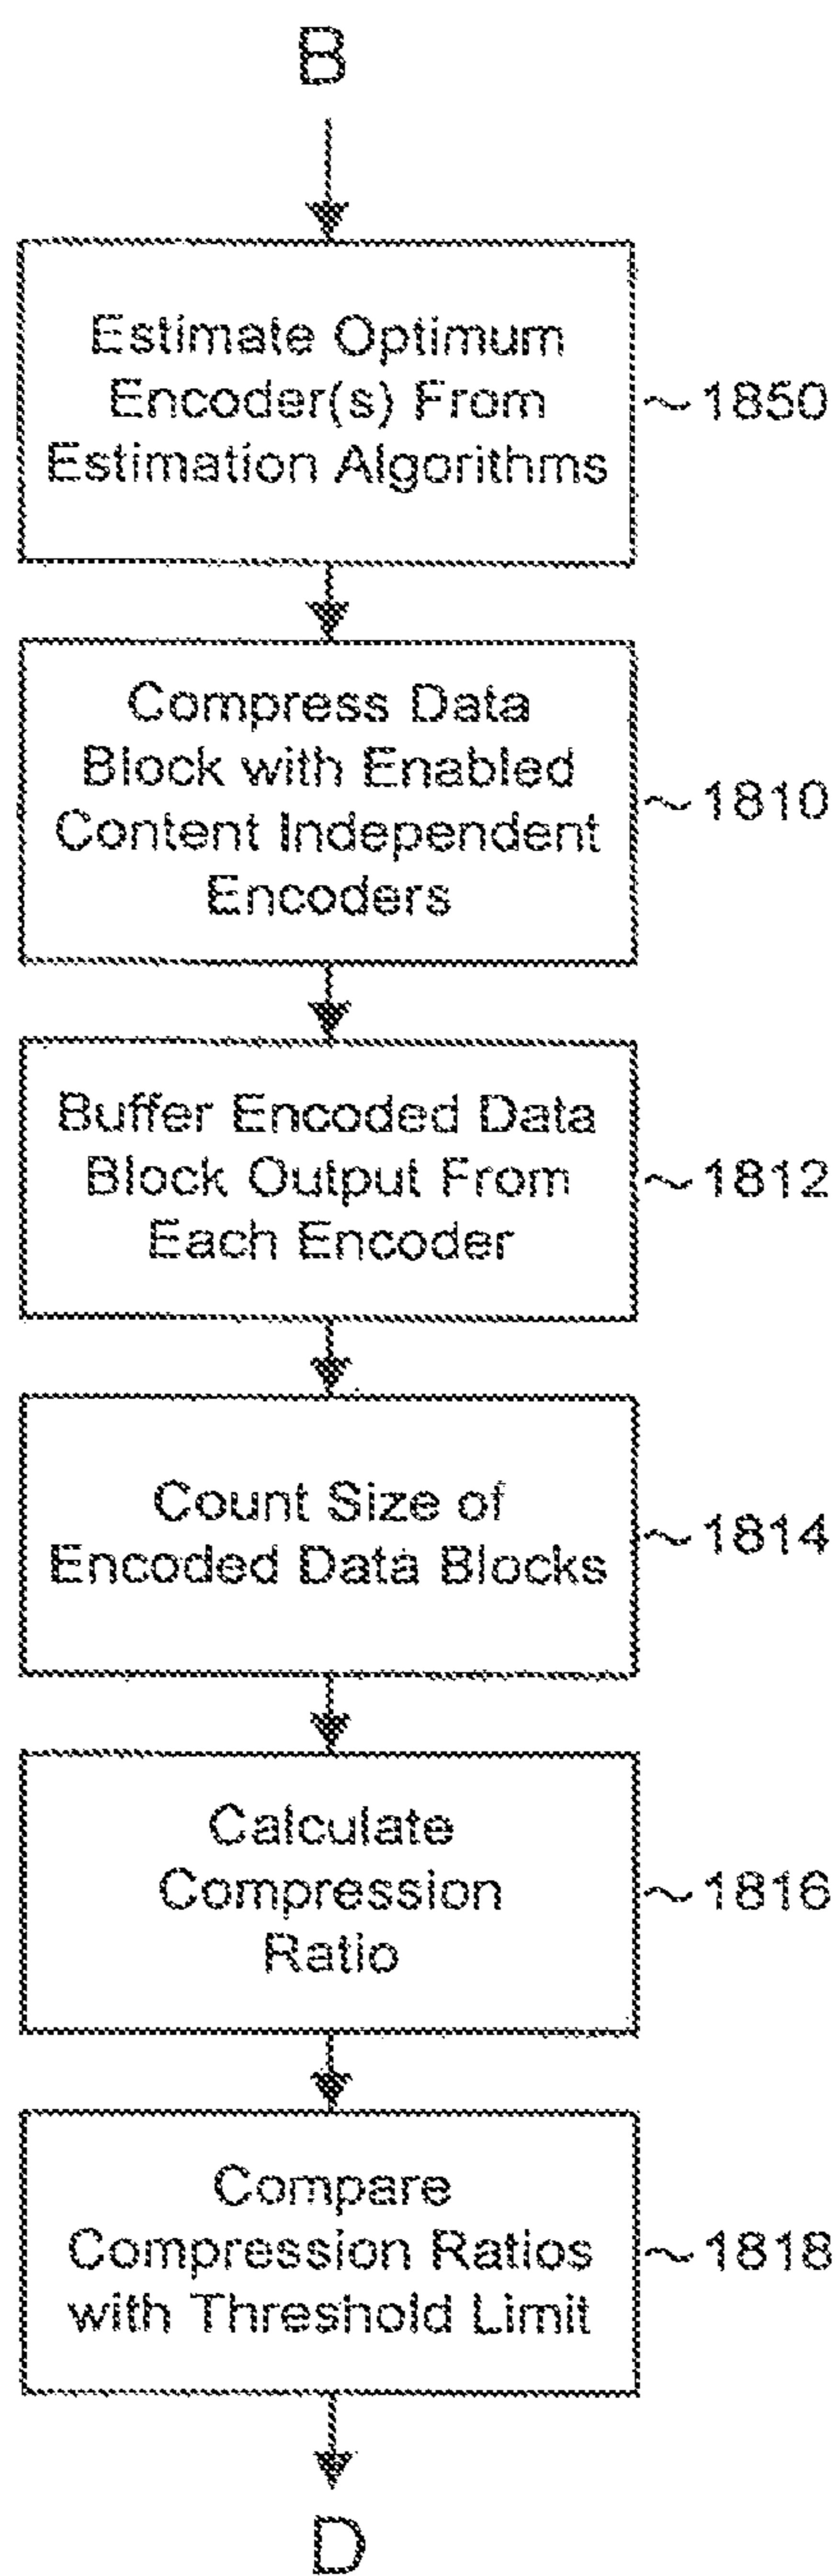 B
Estimate Optimum
Encoder(s) From
Estimation Algorithms
~1850
Compress Data
Block with Enabled
Content Independent
Encoders
~1810
Buffer Encoded Data
Block Output From
Each Encoder
~1812
Count Size of
Encoded Data Blocks
~1814
Calculate
Compression
Ratio
~1816
Compare
Compression Ratios
with Threshold Limit
~1818
D